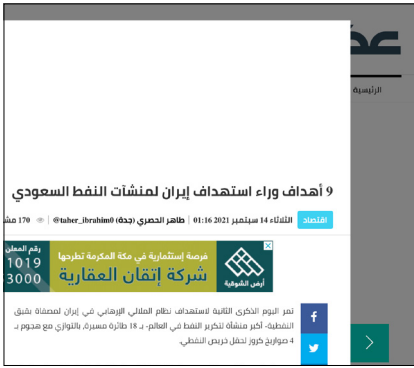 الرئيسية
9 أهداف وراء استهداف إيران لمنشآت النفط السعودي
اقتصاد الثلاثاء 14 سبتمبر 2021 01:16 | طاهر الحصري (جدة) taher_ibrahim0@ | 170 مشا
فرصة إستثمارية في مكة المكرمة تطرحها
شركة إتقان العقارية
أرض الشوقية
رقم المعلن
1019
3000
تمر اليوم الذكرى الثانية لاستهداف نظام الملالي الإرهابي في إيران لمصفاة بقيق
النفطية- أكبر منشأة لتكرير النفط في العالم- بـ 18 طائرة مسيرة، بالتوازي مع هجوم بـ
4 صواريخ كروز لحقل خريص النفطي.